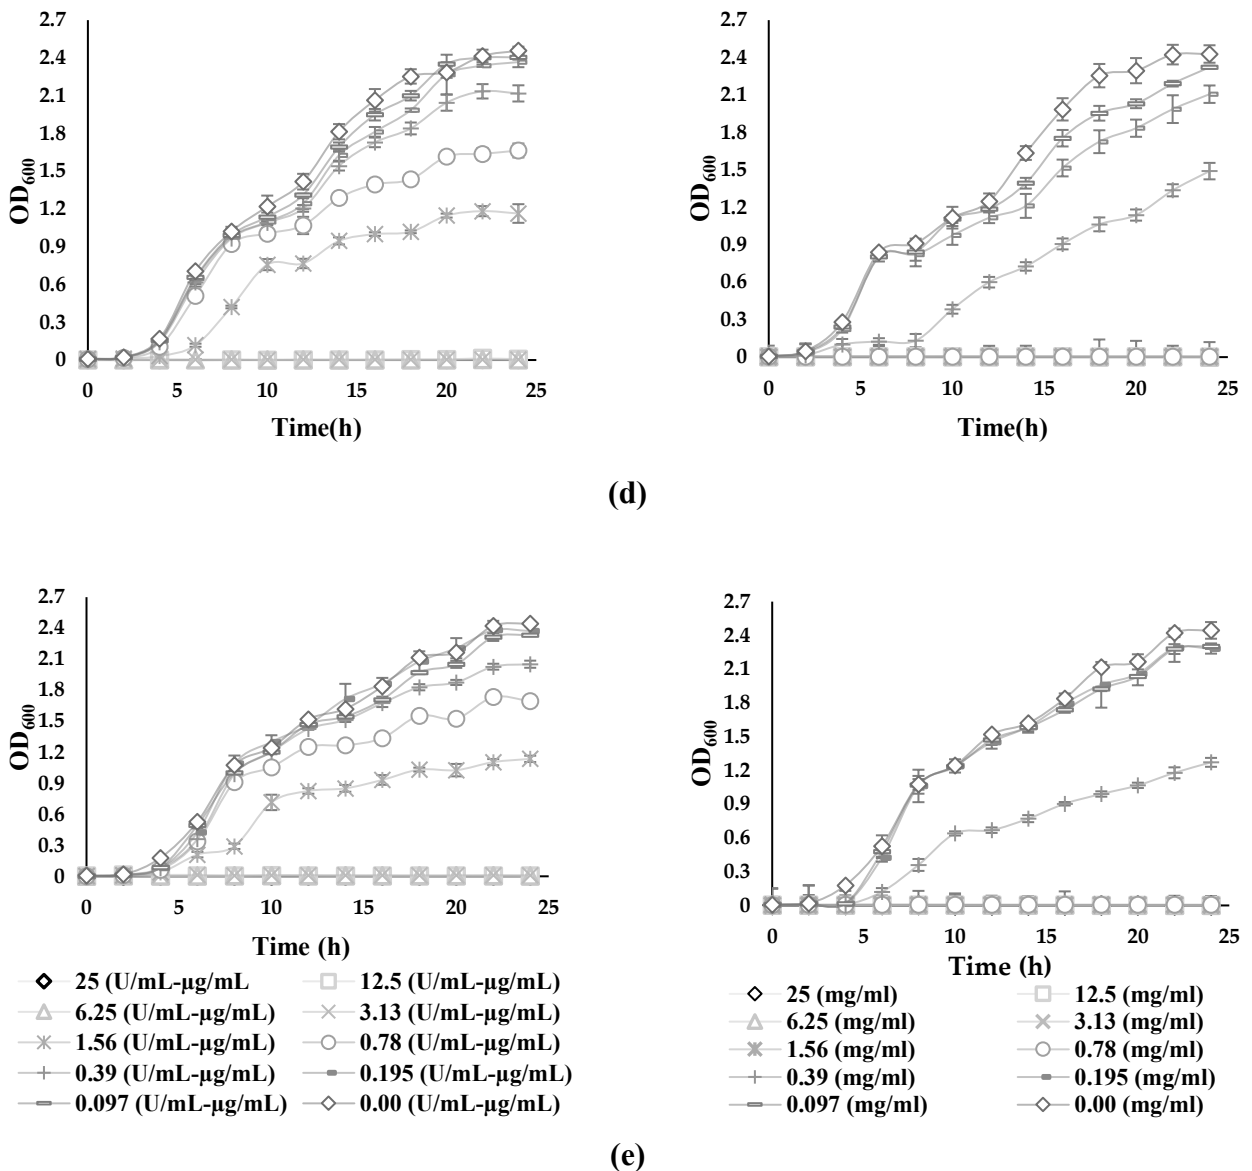 2.7
2.4
2.1
1.8
1.5
1.2
0.9
0.6
0.3
0
OD600
0 5 10 15 20 25
Time(h)
2.7
2.4
2.1
1.8
1.5
1.2
0.9
0.6
0.3
0
OD600
0 5 10 15 20 25
Time(h)
(d)
2.7
2.4
2.1
1.8
1.5
1.2
0.9
0.6
0.3
0
OD600
0 5 10 15 20 25
Time (h)
25 (U/mL-µg/mL 12.5 (U/mL-µg/mL)
6.25 (U/mL-µg/mL) 3.13 (U/mL-µg/mL)
1.56 (U/mL-µg/mL) 0.78 (U/mL-µg/mL)
0.39 (U/mL-µg/mL) 0.195 (U/mL-µg/mL)
0.097 (U/mL-µg/mL) 0.00 (U/mL-µg/mL)
2.7
2.4
2.1
1.8
1.5
1.2
0.9
0.6
0.3
0
OD600
0 5 10 15 20 25
Time (h)
25 (mg/ml) 12.5 (mg/ml)
6.25 (mg/ml) 3.13 (mg/ml)
1.56 (mg/ml) 0.78 (mg/ml)
0.39 (mg/ml) 0.195 (mg/ml)
0.097 (mg/ml) 0.00 (mg/ml)
(e)